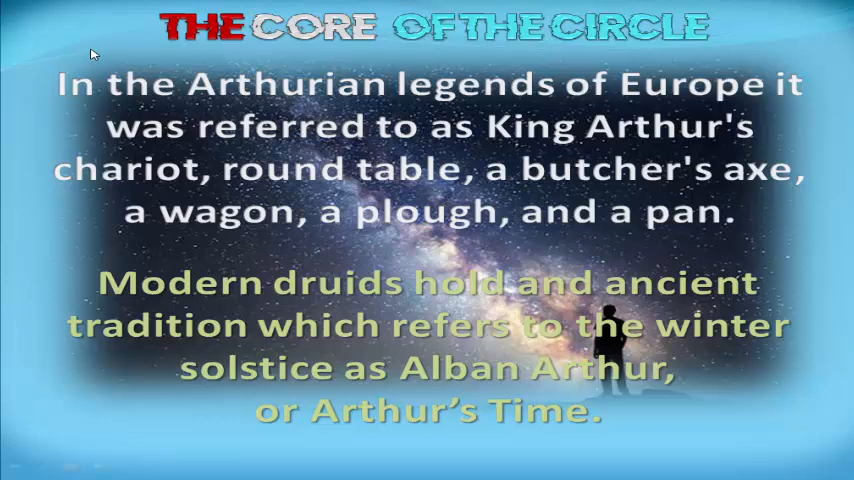 THE CORE OF THE CIRCLE
In the Arthurian legends of Europe it
was referred to as King Arthur's
chariot, round table, a butcher's axe,
a wagon, a plough, and a pan.
Modern druids hold and ancient
tradition which refers to the winter
solstice as Alban Arthur,
or Arthur’s Time.